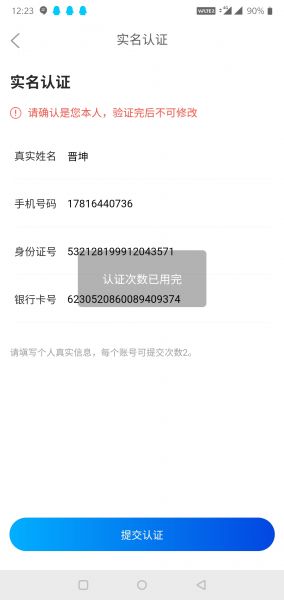 12:23
VoLTE
4G
90%
实名认证
实名认证
请确认是您本人，验证完后不可修改
真实姓名 晋坤
手机号码 17816440736
身份证号 532128199912043571
认证次数已用完
银行卡号 6230520860089409374
请填写个人真实信息，每个账号可提交次数2。
提交认证